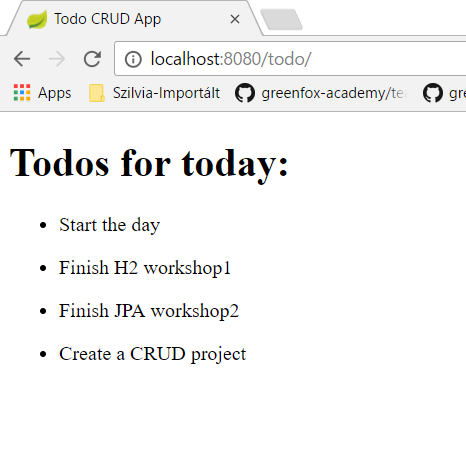 Todo CRUD App
localhost:8080/todo/
Apps Szilvia-Importált greenfox-academy/te gre
Todos for today:
Start the day
Finish H2 workshop1
Finish JPA workshop2
Create a CRUD project